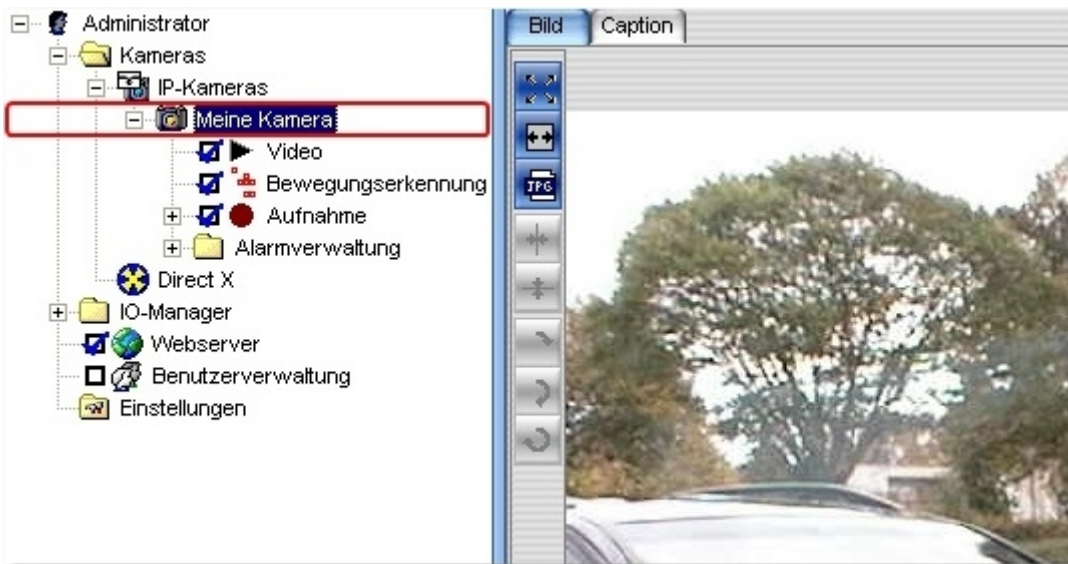 Administrator
Kameras
IP-Kameras
Meine Kamera
Video
Bewegungserkennung
Aufnahme
Alarmverwaltung
Direct X
IO-Manager
Webserver
Benutzerverwaltung
Einstellungen
Bild
Caption
JPG